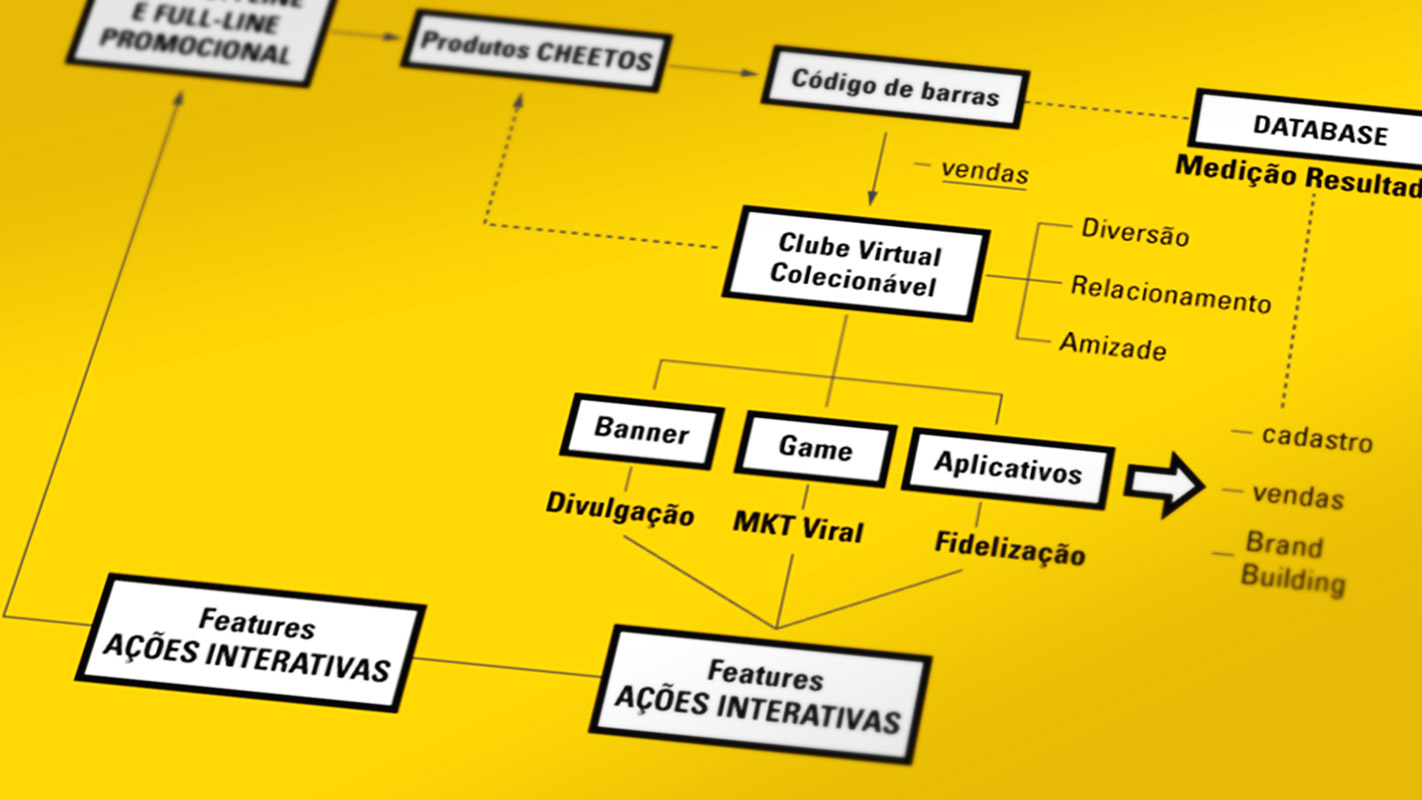 E FULL-LINE
PROMOCIONAL
Produtos CHEETOS
Código de barras
DATABASE
Medição Resultad
vendas
Clube Virtual
Colecionável
Diversão
Relacionamento
Amizade
Banner
Game
Aplicativos
Divulgação
MKT Viral
Fidelização
cadastro
vendas
Brand
Building
Features
AÇÕES INTERATIVAS
Features
AÇÕES INTERATIVAS